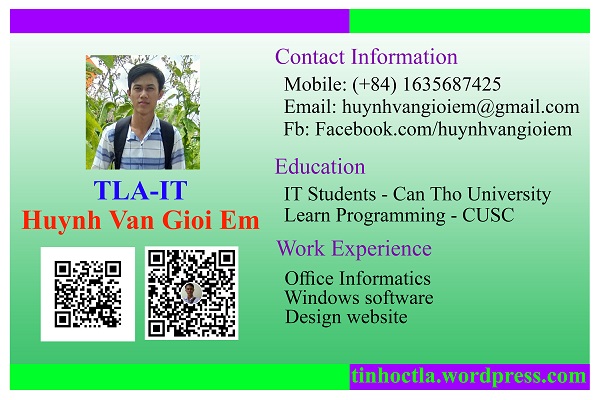 Contact Information
Mobile: (+84) 1635687425
Email: huynhvangioiem@gmail.com
Fb: Facebook.com/huynhvangioiem
Education
IT Students - Can Tho University
Learn Programming - CUSC
Work Experience
Office Informatics
Windows software
Design website
TLA-IT
Huynh Van Gioi Em
tinhoctla.wordpress.com